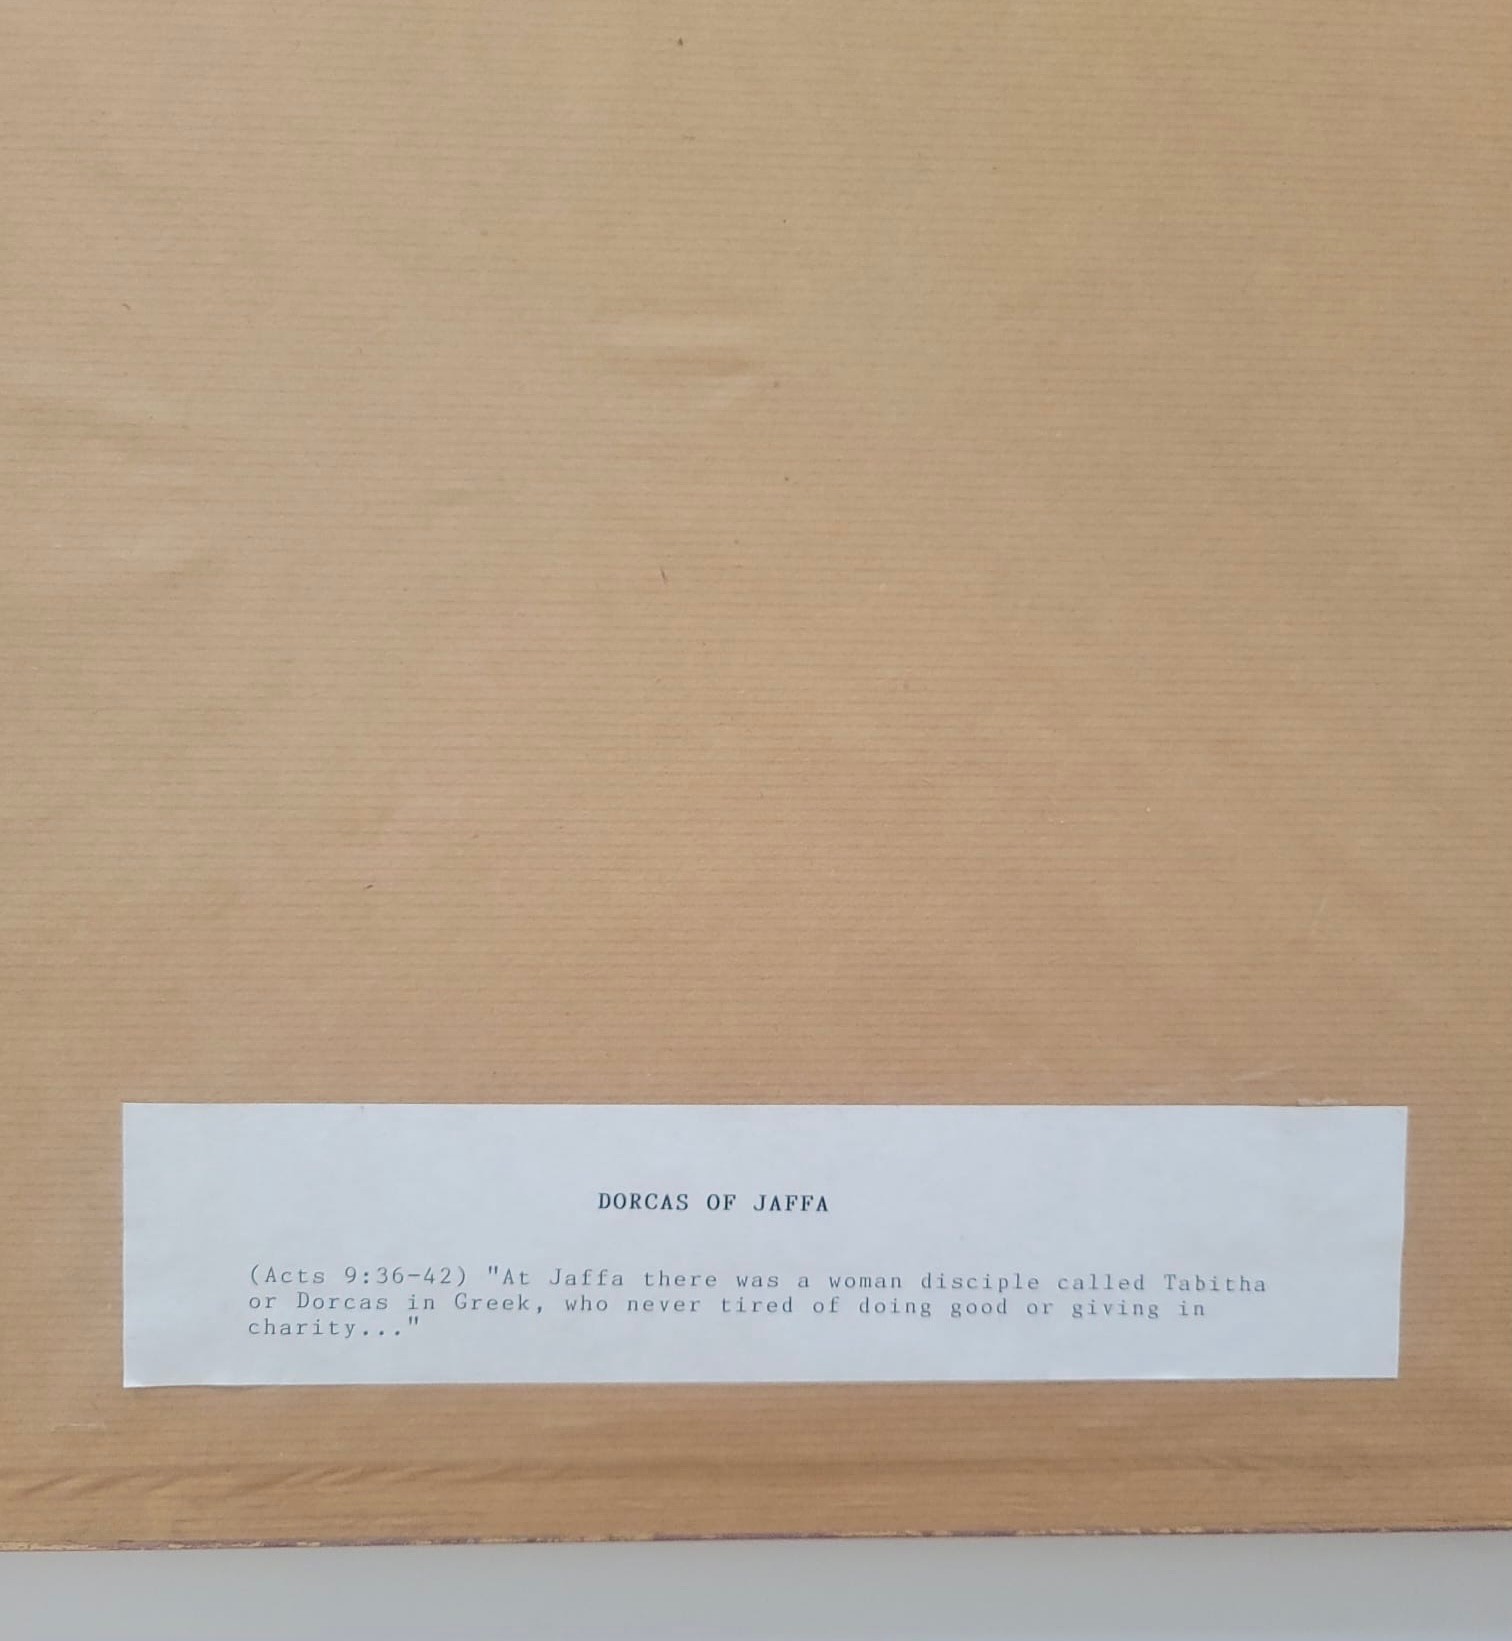 DORCAS OF JAFFA
(Acts 9:36-42) "At Jaffa there was a woman disciple called Tabitha
or Dorcas in Greek, who never tired of doing good or giving in
charity..."